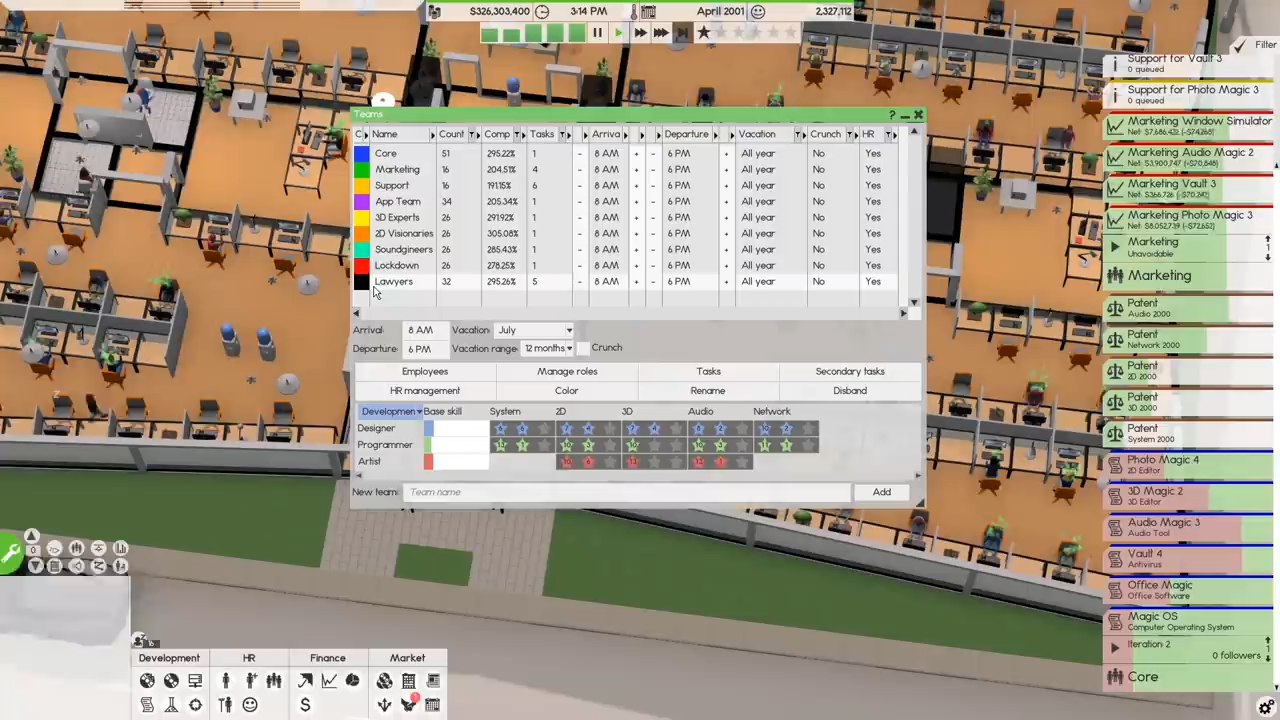 $326,303,400 3:14 PM April 2001 2,327,112
Filter
Teams
Name Count Comp Tasks Arriva Departure Vacation Crunch HR
Core 51 295.22% 1 - 8 AM + - 6 PM + All year No Yes
Marketing 16 204.51% 4 - 8 AM + - 6 PM + All year No Yes
Support 16 191.15% 6 - 8 AM + - 6 PM + All year No Yes
App Team 205.34% 1 - 8 AM + - 6 PM + All year No Yes
3D Experts 26 291.92% 1 - 8 AM + - 6 PM + All year No Yes
2D Visionaries 26 305.08% 1 - 8 AM + - 6 PM + All year No Yes
Soundgineers 26 285.43% 1 - 8 AM + - 6 PM + All year No Yes
Lockdown 26 278.25% 1 - 8 AM + - 6 PM + All year No Yes
Lawyers 32 295.26% 5 - 8 AM + - 6 PM + All year No Yes
Arrival: 8 AM Vacation: July
Departure: 6 PM Vacation range: 12 months Crunch
Employees Manage roles Tasks Secondary tasks
HR management Color Rename Disband
Developmen Base skill System 2D 3D Audio Network
Designer
Programmer
Artist
New team: Team name Add
Support for Vault 3
0 queued
Support for Photo Magic 3
0 queued
Marketing Window Simulator
Marketing Audio Magic 2
Marketing Vault 3
Marketing Photo Magic 3
Marketing
Unavoidable
Marketing
Patent
Audio 2000
Patent
Network 2000
Patent
2D 2000
Patent
3D 2000
Patent
System 2000
Photo Magic 4
2D Editor
3D Magic 2
3D Editor
Audio Magic 3
Audio Tool
Vault 4
Antivirus
Office Magic
Office Software
Magic OS
Computer Operating System
Iteration 2
0 followers
1
Core
Development HR Finance Market